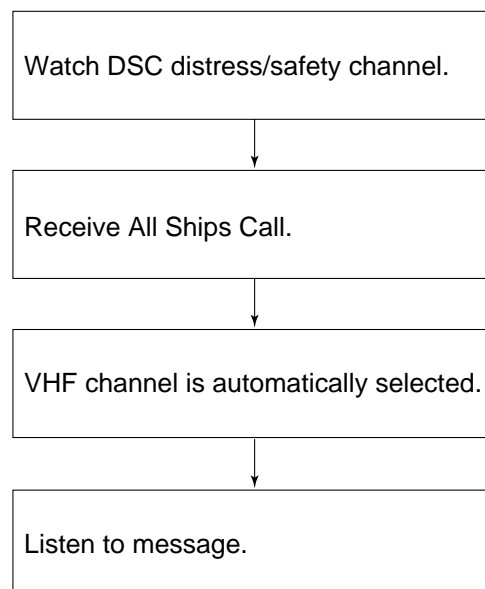 Watch DSC distress/safety channel.
Receive All Ships Call.
VHF channel is automatically selected.
Listen to message.